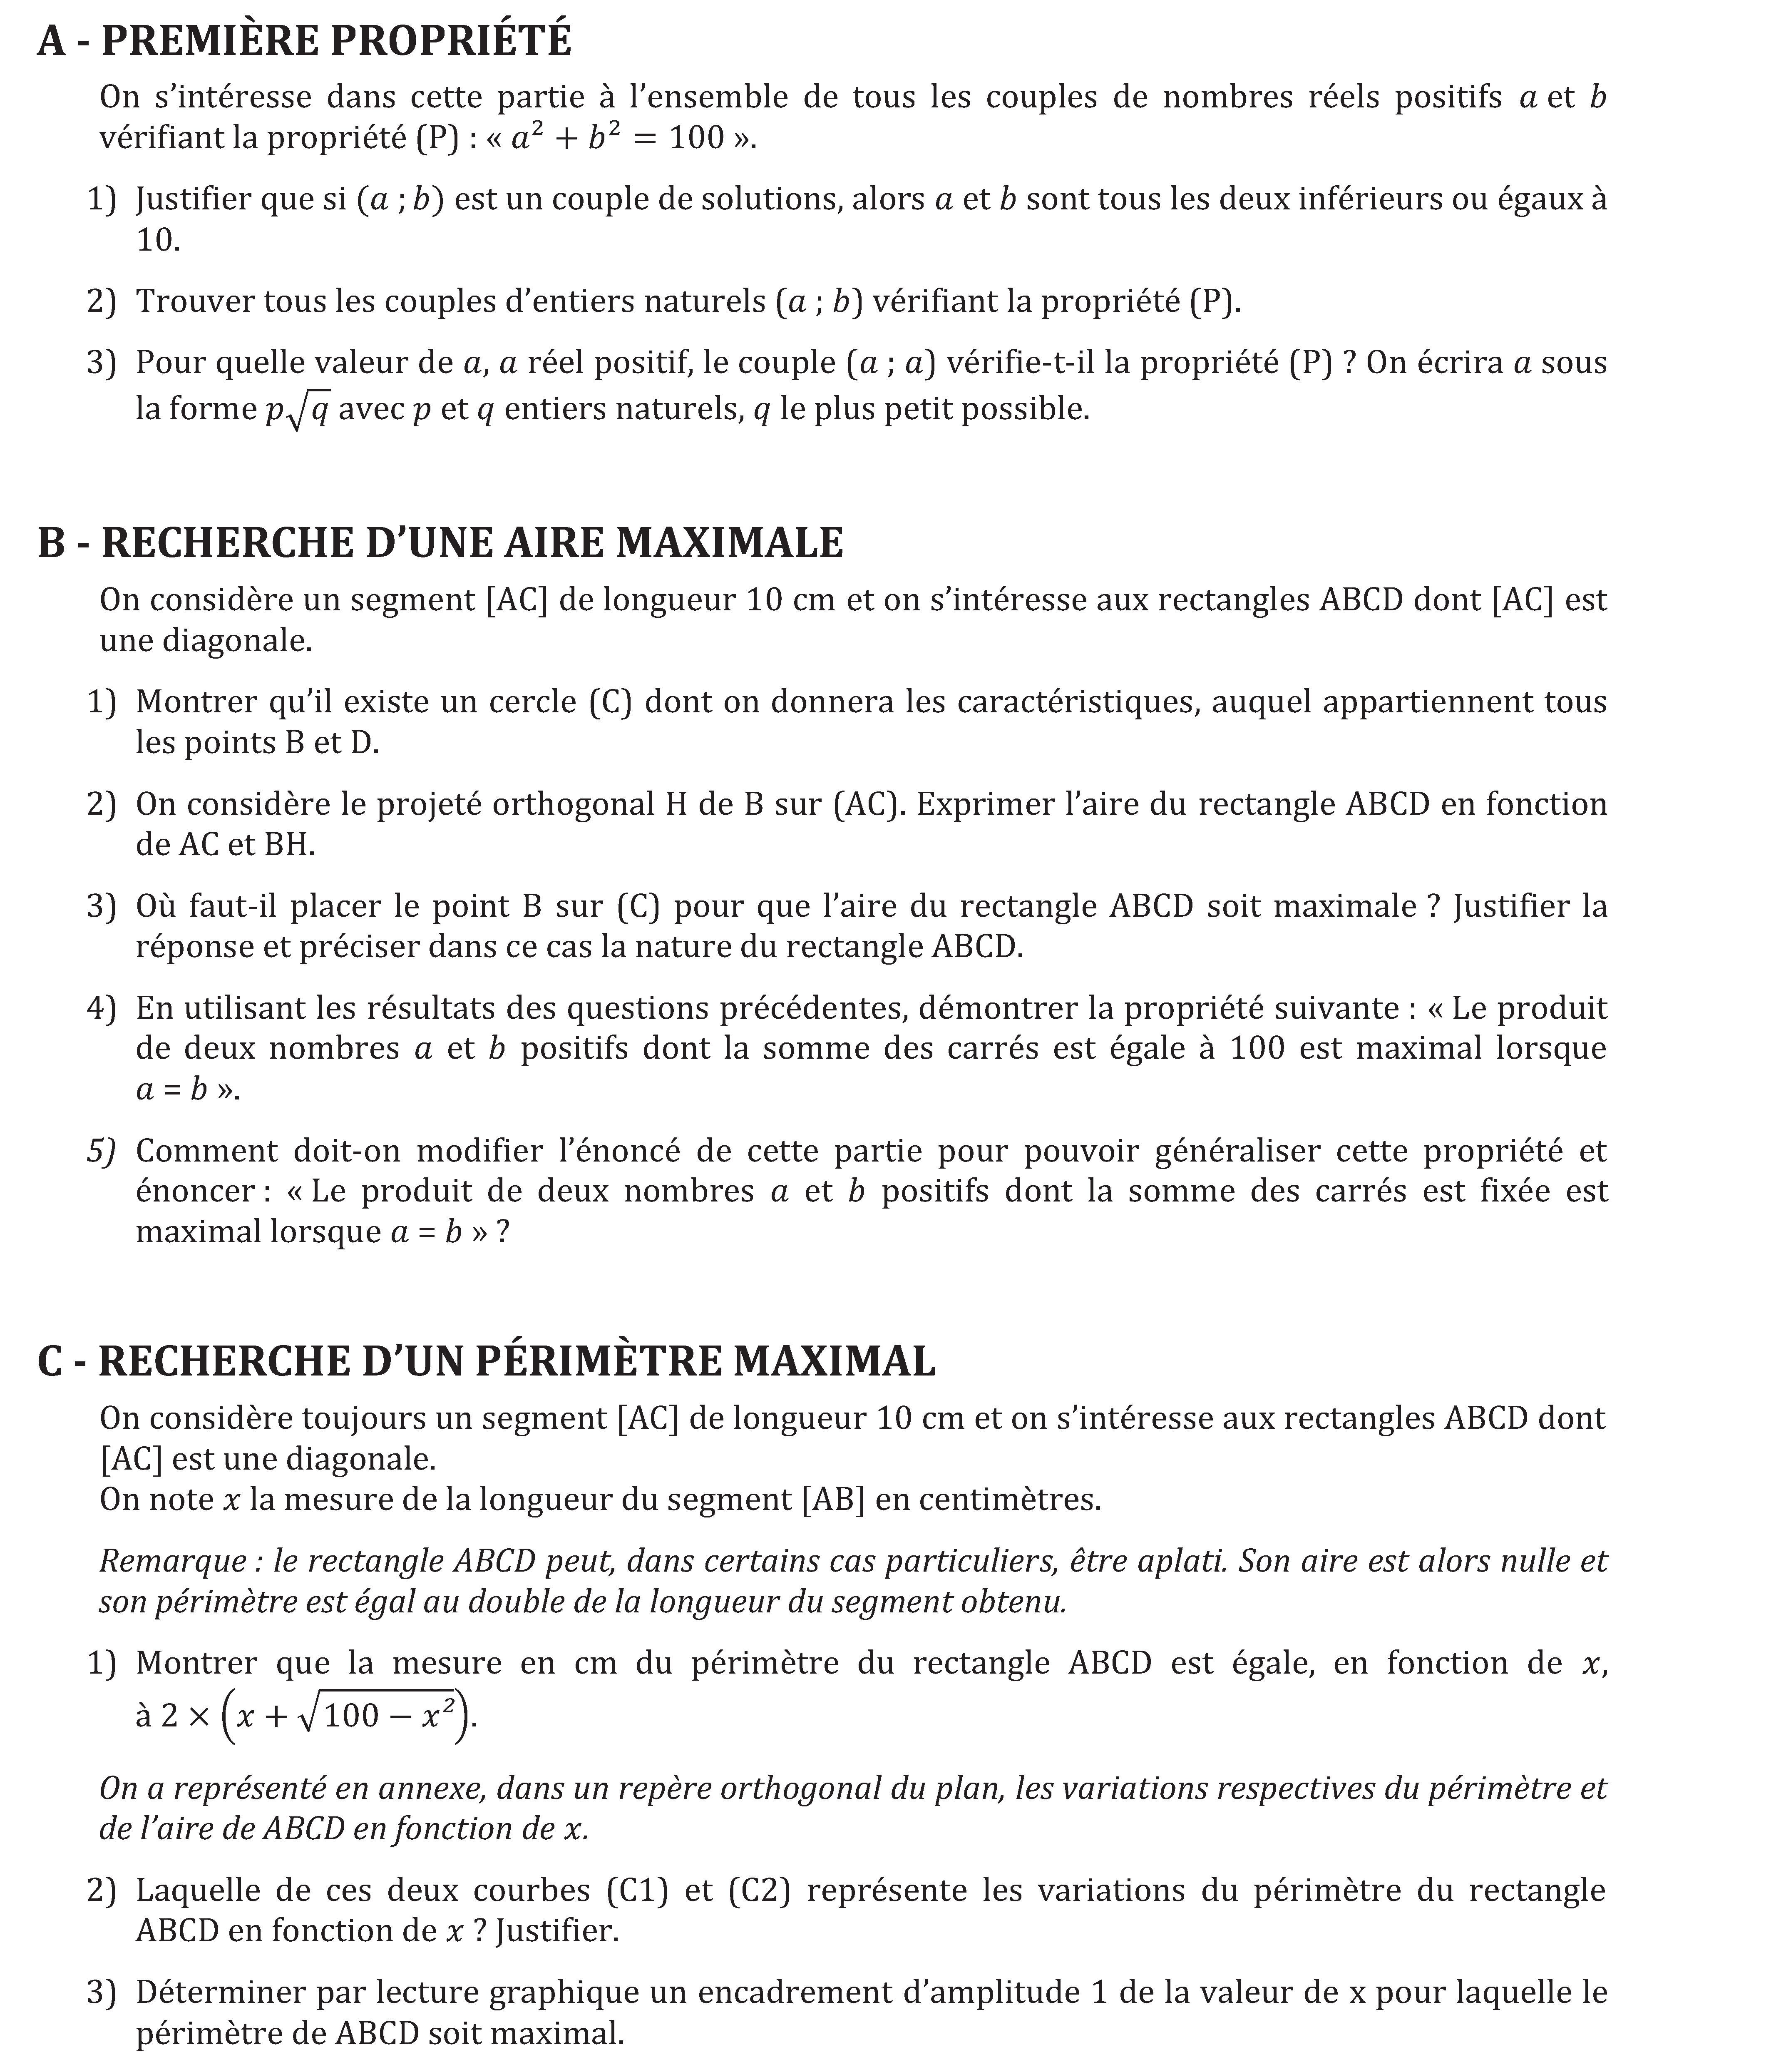 A - PREMIÈRE PROPRIÉTÉ
On s’intéresse dans cette partie à l’ensemble de tous les couples de nombres réels positifs a et b
vérifiant la propriété (P) : « a² + b² = 100 ».
1) Justifier que si (a ; b) est un couple de solutions, alors a et b sont tous les deux inférieurs ou égaux à
10.
2) Trouver tous les couples d’entiers naturels (a ; b) vérifiant la propriété (P).
3) Pour quelle valeur de a, a réel positif, le couple (a ; a) vérifie-t-il la propriété (P) ? On écrira a sous
la forme p√q avec p et q entiers naturels, q le plus petit possible.
B - RECHERCHE D’UNE AIRE MAXIMALE
On considère un segment [AC] de longueur 10 cm et on s’intéresse aux rectangles ABCD dont [AC] est
une diagonale.
1) Montrer qu’il existe un cercle (C) dont on donnera les caractéristiques, auquel appartiennent tous
les points B et D.
2) On considère le projeté orthogonal H de B sur (AC). Exprimer l’aire du rectangle ABCD en fonction
de AC et BH.
3) Où faut-il placer le point B sur (C) pour que l’aire du rectangle ABCD soit maximale ? Justifier la
réponse et préciser dans ce cas la nature du rectangle ABCD.
4) En utilisant les résultats des questions précédentes, démontrer la propriété suivante : « Le produit
de deux nombres a et b positifs dont la somme des carrés est égale à 100 est maximal lorsque
a = b ».
5) Comment doit-on modifier l’énoncé de cette partie pour pouvoir généraliser cette propriété et
énoncer : « Le produit de deux nombres a et b positifs dont la somme des carrés est fixée est
maximal lorsque a = b » ?
C - RECHERCHE D’UN PÉRIMÈTRE MAXIMAL
On considère toujours un segment [AC] de longueur 10 cm et on s’intéresse aux rectangles ABCD dont
[AC] est une diagonale.
On note x la mesure de la longueur du segment [AB] en centimètres.
Remarque : le rectangle ABCD peut, dans certains cas particuliers, être aplati. Son aire est alors nulle et
son périmètre est égal au double de la longueur du segment obtenu.
1) Montrer que la mesure en cm du périmètre du rectangle ABCD est égale, en fonction de x,
à 2 × (x + √(100 − x²)).
On a représenté en annexe, dans un repère orthogonal du plan, les variations respectives du périmètre et
de l’aire de ABCD en fonction de x.
2) Laquelle de ces deux courbes (C1) et (C2) représente les variations du périmètre du rectangle
ABCD en fonction de x ? Justifier.
3) Déterminer par lecture graphique un encadrement d’amplitude 1 de la valeur de x pour laquelle le
périmètre de ABCD soit maximal.